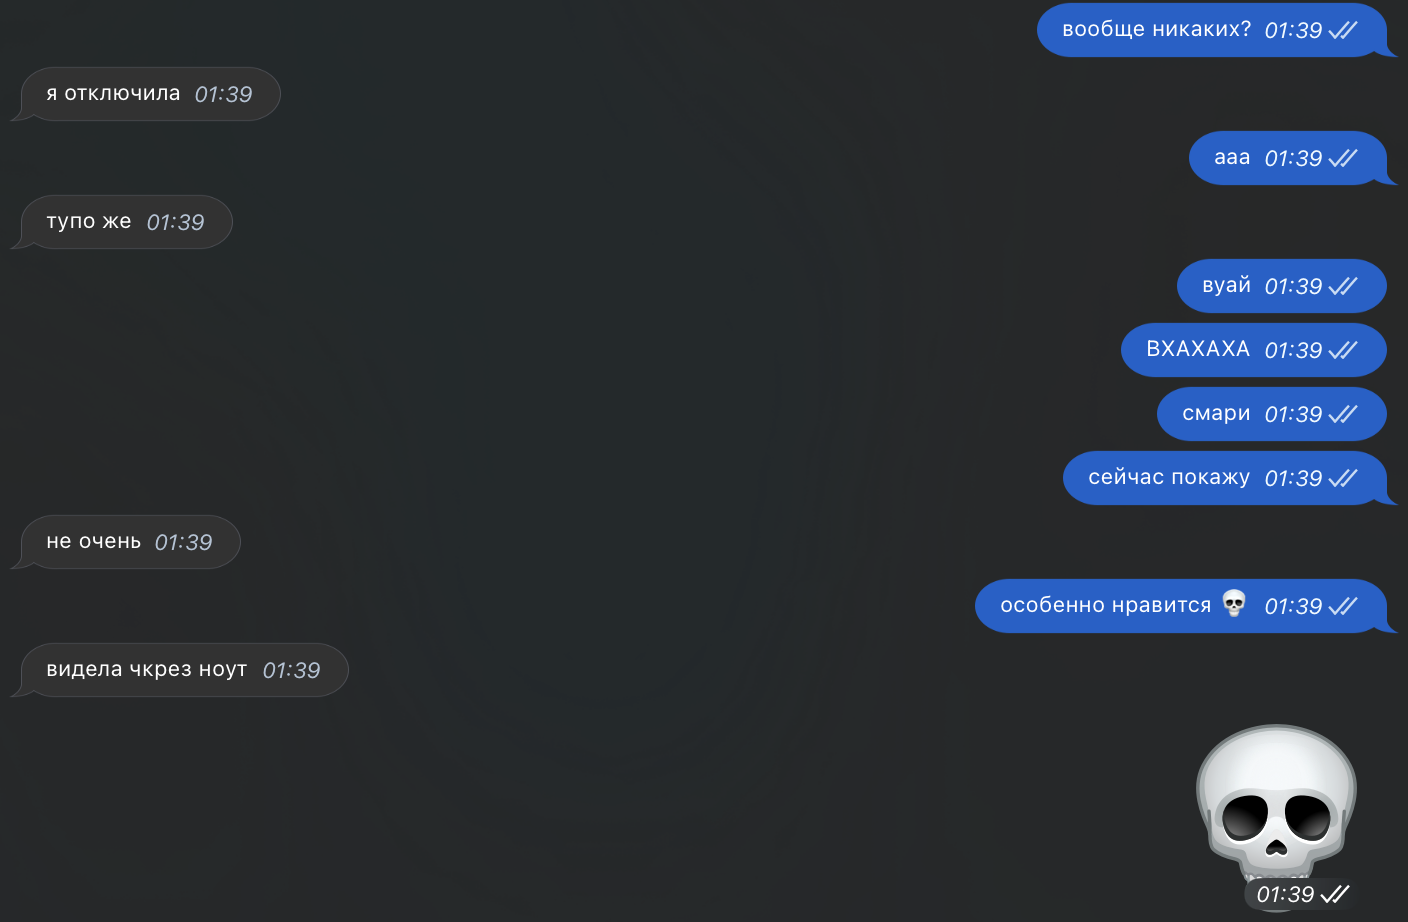 вообще никаких? 01:39
я отключила 01:39
ааа 01:39
тупо же 01:39
вуай 01:39
ВХАХАХА 01:39
смари 01:39
сейчас покажу 01:39
не очень 01:39
особенно нравится 💀 01:39
видела чкрез ноут 01:39
01:39